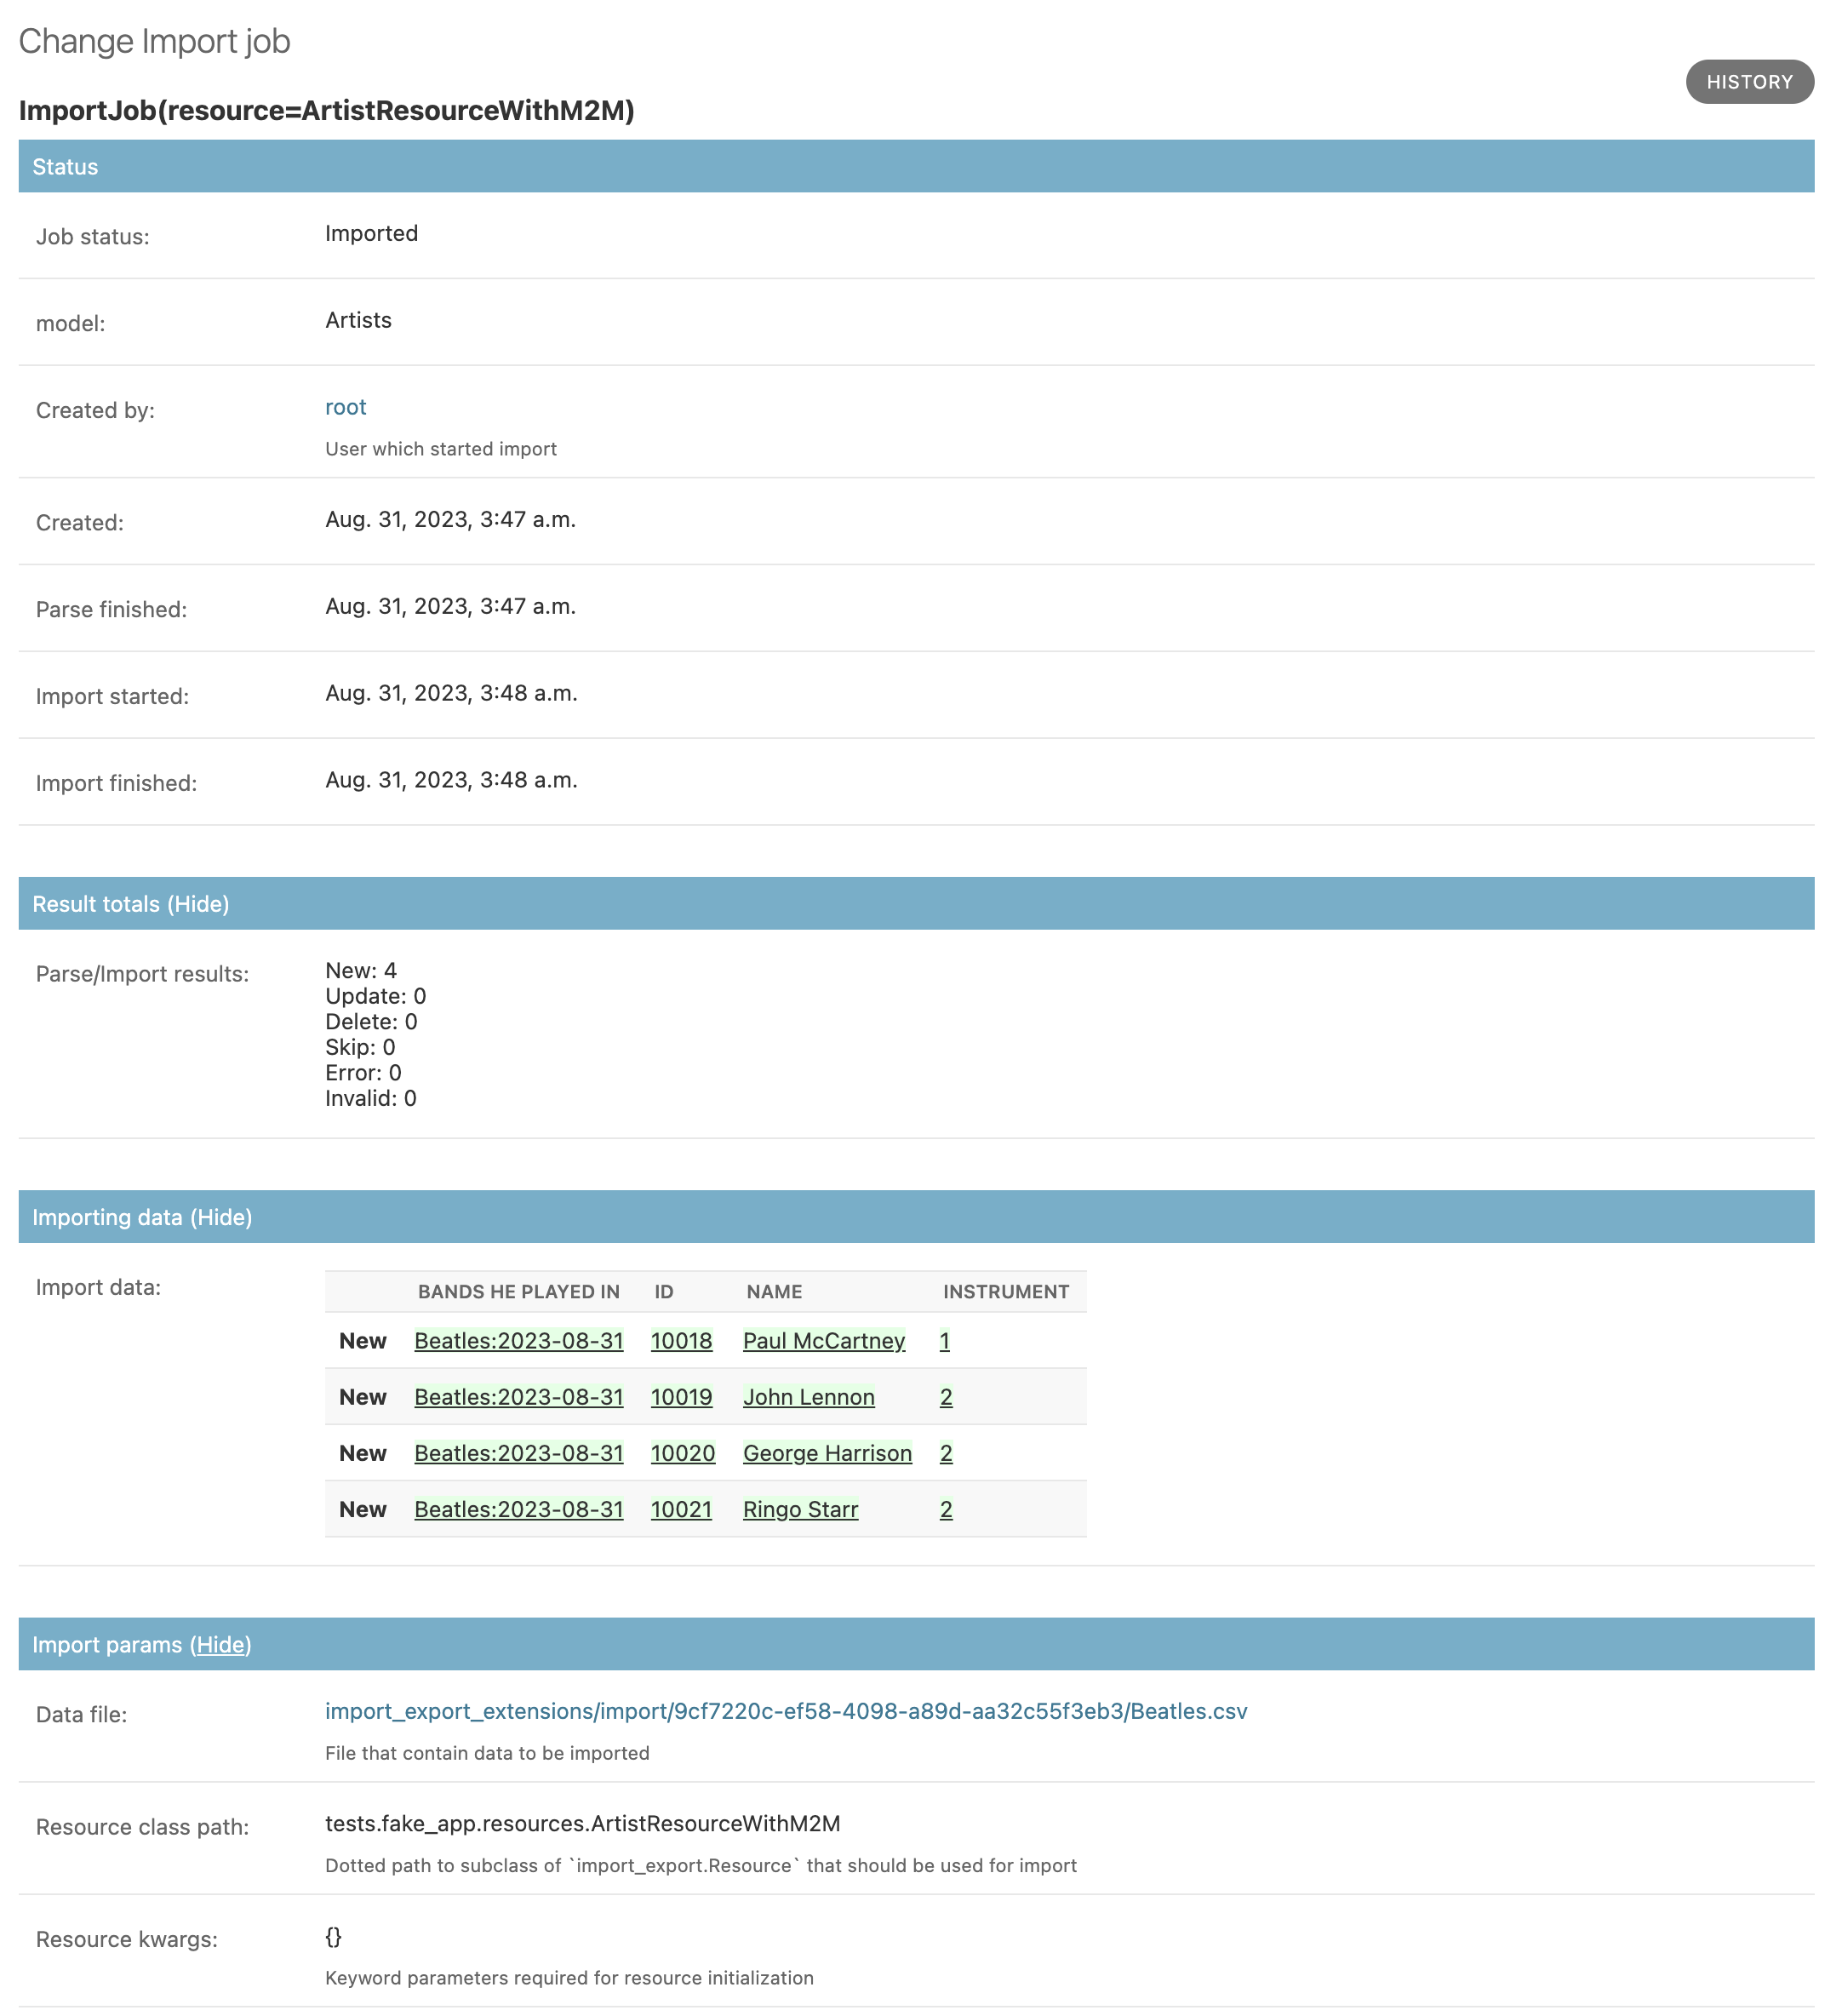 Change Import job
HISTORY
ImportJob(resource=ArtistResourceWithM2M)
Status
Job status: Imported
model: Artists
Created by: root
User which started import
Created: Aug. 31, 2023, 3:47 a.m.
Parse finished: Aug. 31, 2023, 3:47 a.m.
Import started: Aug. 31, 2023, 3:48 a.m.
Import finished: Aug. 31, 2023, 3:48 a.m.
Result totals (Hide)
Parse/Import results: New: 4
Update: 0
Delete: 0
Skip: 0
Error: 0
Invalid: 0
Importing data (Hide)
Import data:
BANDS HE PLAYED IN ID NAME INSTRUMENT
New Beatles:2023-08-31 10018 Paul McCartney 1
New Beatles:2023-08-31 10019 John Lennon 2
New Beatles:2023-08-31 10020 George Harrison 2
New Beatles:2023-08-31 10021 Ringo Starr 2
Import params (Hide)
Data file: import_export_extensions/import/9cf7220c-ef58-4098-a89d-aa32c55f3eb3/Beatles.csv
File that contain data to be imported
Resource class path: tests.fake_app.resources.ArtistResourceWithM2M
Dotted path to subclass of `import_export.Resource` that should be used for import
Resource kwargs: {}
Keyword parameters required for resource initialization